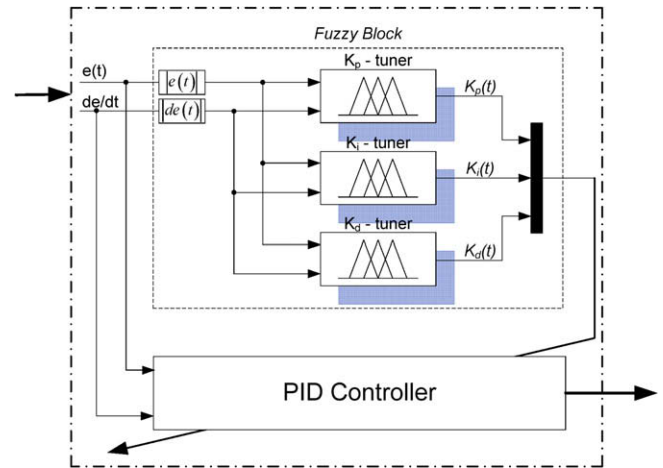 Fuzzy Block
e(t)
de/dt
|e(t)|
|de(t)|
Kp - tuner
Kp(t)
Ki - tuner
Ki(t)
Kd - tuner
Kd(t)
PID Controller